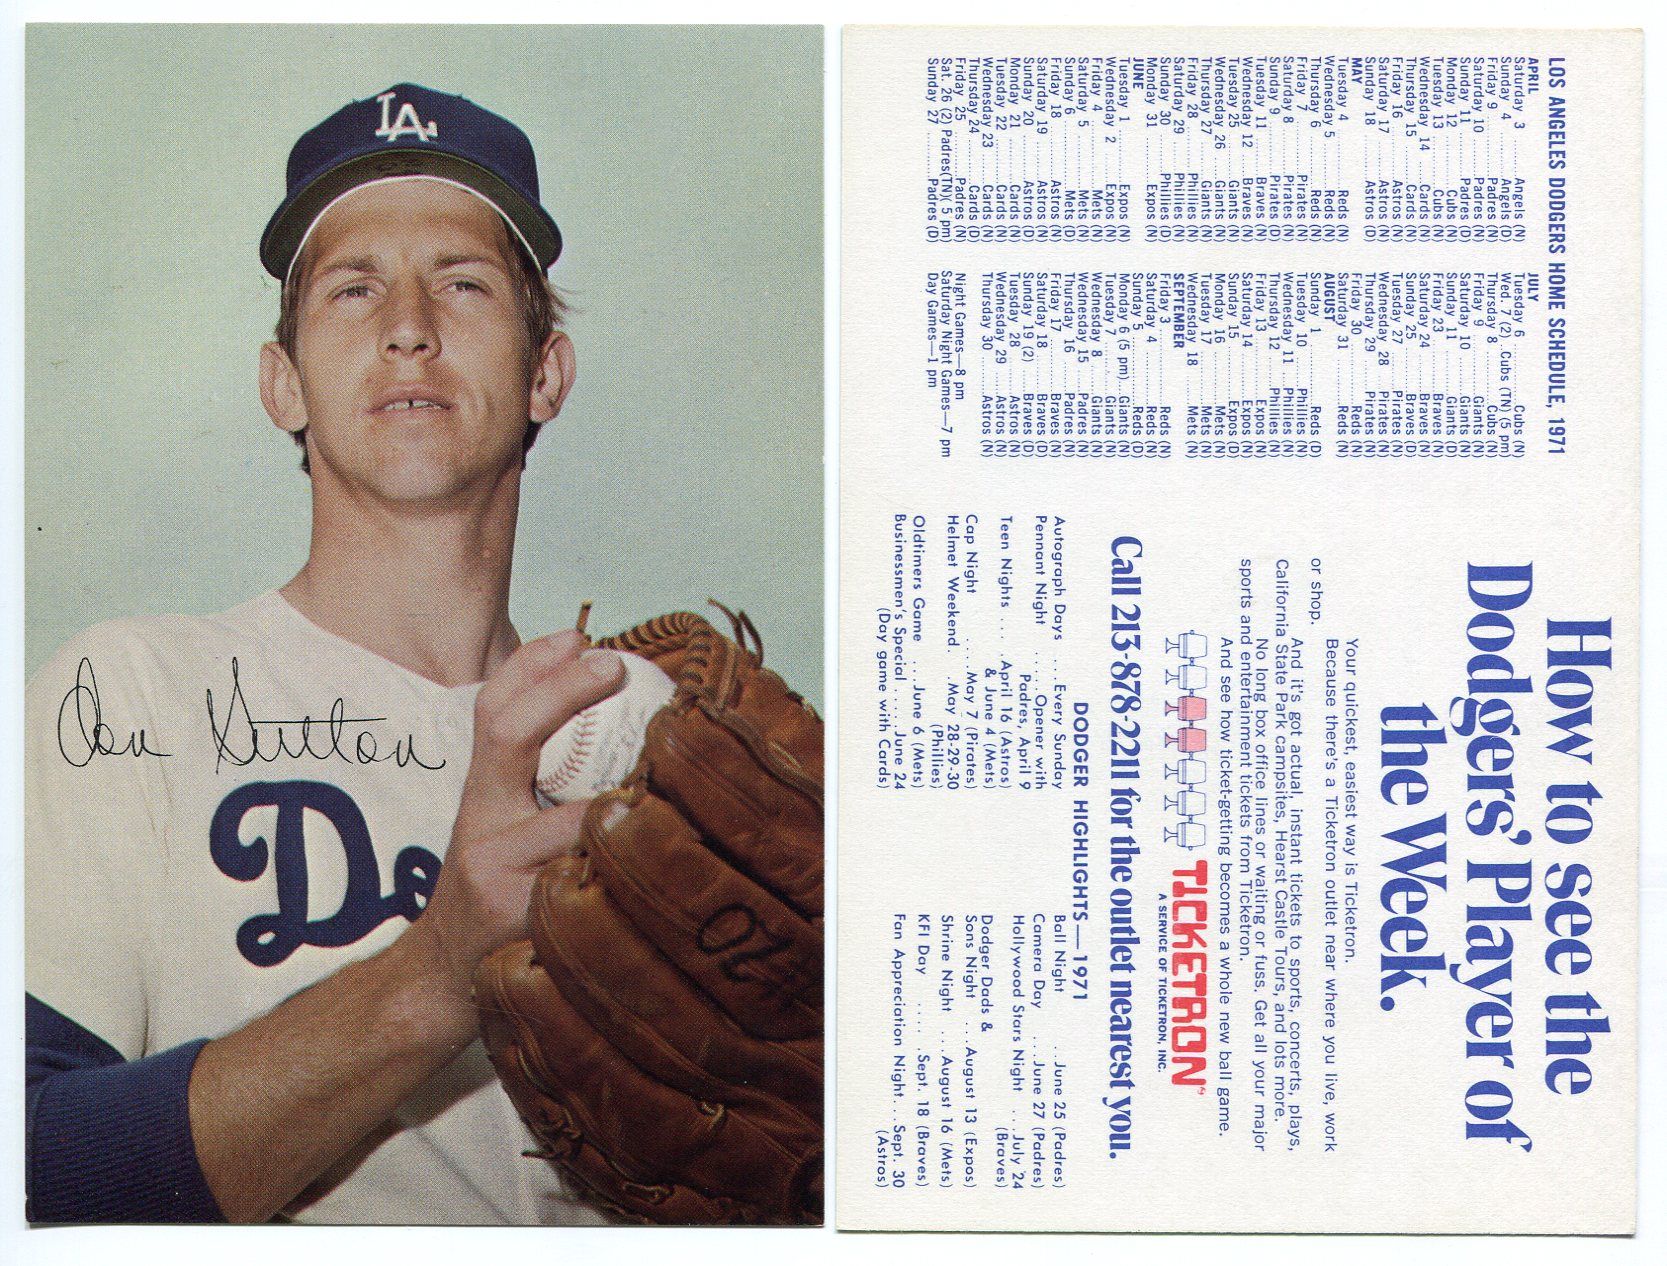 LA
Don Sutton
Do
LOS ANGELES DODGERS HOME SCHEDULE, 1971
APRIL
Saturday 3 ........ Angels (N)
Sunday 4 ........ Angels (D)
Friday 9 ........ Padres (N)
Saturday 10 ........ Padres (N)
Sunday 11 ........ Padres (D)
Monday 12 ........ Cubs (N)
Tuesday 13 ........ Cubs (N)
Wednesday 14 ........ Cards (N)
Thursday 15 ........ Cards (N)
Friday 16 ........ Astros (N)
Saturday 17 ........ Astros (N)
Sunday 18 ........ Astros (D)
MAY
Tuesday 4 ........ Reds (N)
Wednesday 5 ........ Reds (N)
Thursday 6 ........ Reds (N)
Friday 7 ........ Pirates (N)
Saturday 8 ........ Pirates (N)
Sunday 9 ........ Pirates (D)
Tuesday 11 ........ Braves (N)
Wednesday 12 ........ Braves (N)
Tuesday 25 ........ Giants (N)
Wednesday 26 ........ Giants (N)
Thursday 27 ........ Giants (N)
Friday 28 ........ Phillies (N)
Saturday 29 ........ Phillies (N)
Sunday 30 ........ Phillies (D)
Monday 31 ........ Expos (N)
JUNE
Tuesday 1 ........ Expos (N)
Wednesday 2 ........ Expos (N)
Friday 4 ........ Mets (N)
Saturday 5 ........ Mets (N)
Sunday 6 ........ Mets (D)
Friday 18 ........ Astros (N)
Saturday 19 ........ Astros (N)
Sunday 20 ........ Astros (D)
Monday 21 ........ Cards (N)
Tuesday 22 ........ Cards (N)
Wednesday 23 ........ Cards (N)
Thursday 24 ........ Cards (D)
Friday 25 ........ Padres (N)
Sat. 26 (2) Padres(TN)( 5 pm)
Sunday 27 ........ Padres (D)
JULY
Tuesday 6 ........ Cubs (N)
Wed. 7 (2) . Cubs (TN) (5 pm)
Thursday 8 ........ Cubs (N)
Friday 9 ........ Giants (N)
Saturday 10 ........ Giants (N)
Sunday 11 ........ Giants (D)
Friday 23 ........ Braves (N)
Saturday 24 ........ Braves (N)
Sunday 25 ........ Braves (D)
Tuesday 27 ........ Pirates (N)
Wednesday 28 ........ Pirates (N)
Thursday 29 ........ Pirates (N)
Friday 30 ........ Reds (N)
Saturday 31 ........ Reds (N)
AUGUST
Sunday 1 ........ Reds (D)
Tuesday 10 ........ Phillies (N)
Wednesday 11 ........ Phillies (N)
Thursday 12 ........ Phillies (N)
Friday 13 ........ Expos (N)
Saturday 14 ........ Expos (N)
Sunday 15 ........ Expos (D)
Monday 16 ........ Mets (N)
Tuesday 17 ........ Mets (N)
Wednesday 18 ........ Mets (N)
SEPTEMBER
Friday 3 ........ Reds (N)
Saturday 4 ........ Reds (N)
Sunday 5 ........ Reds (D)
Monday 6 (5 pm) .. Giants (N)
Tuesday 7 ........ Giants (N)
Wednesday 8 ........ Giants (N)
Wednesday 15 ........ Padres (N)
Thursday 16 ........ Padres (N)
Friday 17 ........ Braves (N)
Saturday 18 ........ Braves (N)
Sunday 19 (2) ........ Braves (D)
Tuesday 28 ........ Astros (N)
Wednesday 29 ........ Astros (N)
Thursday 30 ........ Astros (N)
Night Games—8 pm
Saturday Night Games—7 pm
Day Games—1 pm
How to see the
Dodgers' Player of
the Week.
Your quickest, easiest way is Ticketron.
Because there's a Ticketron outlet near where you live, work
or shop.
And it's got actual, instant tickets to sports, concerts, plays,
California State Park campsites, Hearst Castle Tours, and lots more.
No long box office lines or waiting or fuss. Get all your major
sports and entertainment tickets from Ticketron.
And see how ticket-getting becomes a whole new ball game.
TICKETRON
A SERVICE OF TICKETRON, INC.
Call 213-878-2211 for the outlet nearest you.
DODGER HIGHLIGHTS—1971
Autograph Days .... Every Sunday
Pennant Night .... Opener with
Padres, April 9
Teen Nights .... April 16 (Astros)
& June 4 (Mets)
Cap Night .... May 7 (Pirates)
Helmet Weekend. . May 28-29-30
(Phillies)
Oldtimers Game ... June 6 (Mets)
Businessmen's Special .... June 24
(Day game with Cards)
Ball Night .. June 25 (Padres)
Camera Day ... June 27 (Padres)
Hollywood Stars Night ... July 24
(Braves)
Dodger Dads &
Sons Night ... August 13 (Expos)
Shrine Night ... August 16 (Mets)
KFI Day ..... Sept. 18 (Braves)
Fan Appreciation Night... Sept. 30
(Astros)